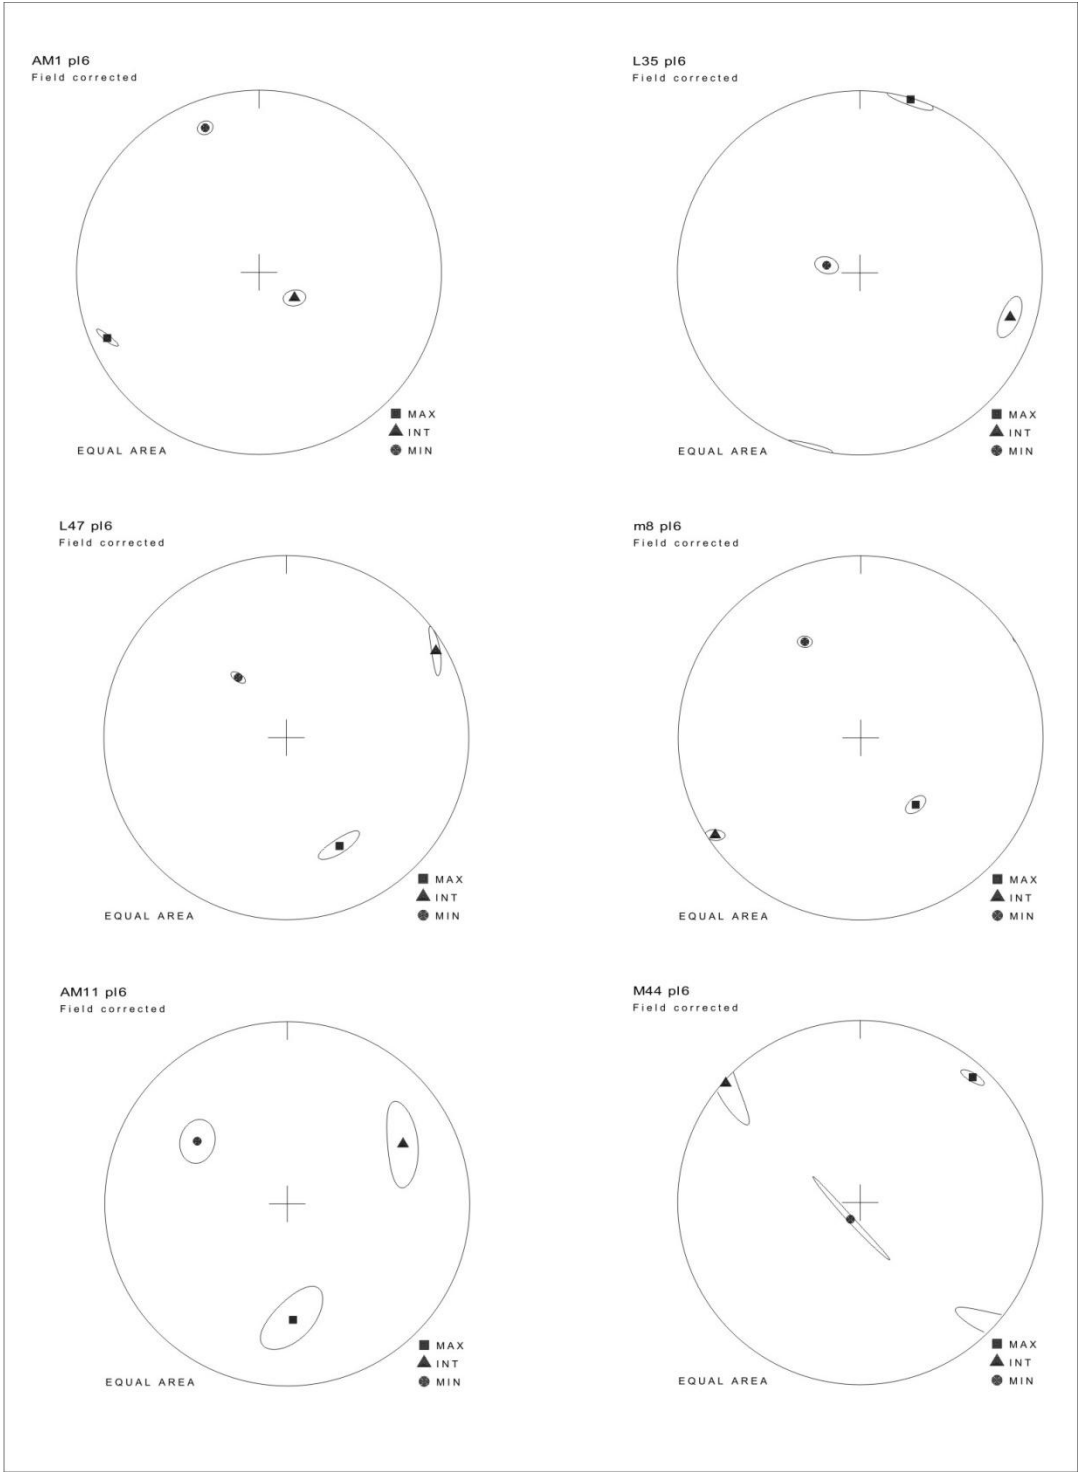 AM1 pl6
Field corrected
MAX
INT
EQUAL AREA
MIN
L35 pl6
Field corrected
MAX
INT
EQUAL AREA
MIN
L47 pl6
Field corrected
MAX
INT
EQUAL AREA
MIN
m8 pl6
Field corrected
MAX
INT
EQUAL AREA
MIN
AM11 pl6
Field corrected
MAX
INT
EQUAL AREA
MIN
M44 pl6
Field corrected
MAX
INT
EQUAL AREA
MIN